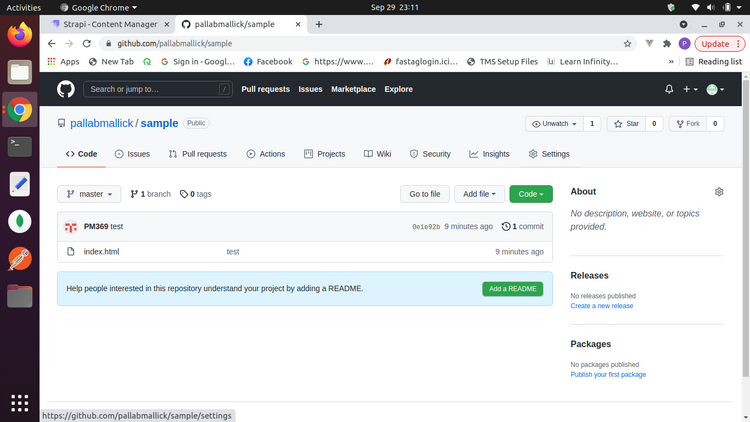 Activities Google Chrome Sep 29 23:11
Strapi - Content Manager pallabmallick/sample
github.com/pallabmallick/sample P Update
Apps New Tab Sign in - Googl… Facebook https://www.… fastaglogin.ici… TMS Setup Files Learn Infinity… » Reading list
Search or jump to… / Pull requests Issues Marketplace Explore
pallabmallick / sample Public Unwatch 1 Star 0 Fork 0
Code Issues Pull requests Actions Projects Wiki Security Insights Settings
master 1 branch 0 tags Go to file Add file Code About
No description, website, or topics provided.
PM369 test 0e1e92b 9 minutes ago 1 commit
index.html test 9 minutes ago
Help people interested in this repository understand your project by adding a README. Add a README
Releases
No releases published
Create a new release
Packages
No packages published
Publish your first package
https://github.com/pallabmallick/sample/settings